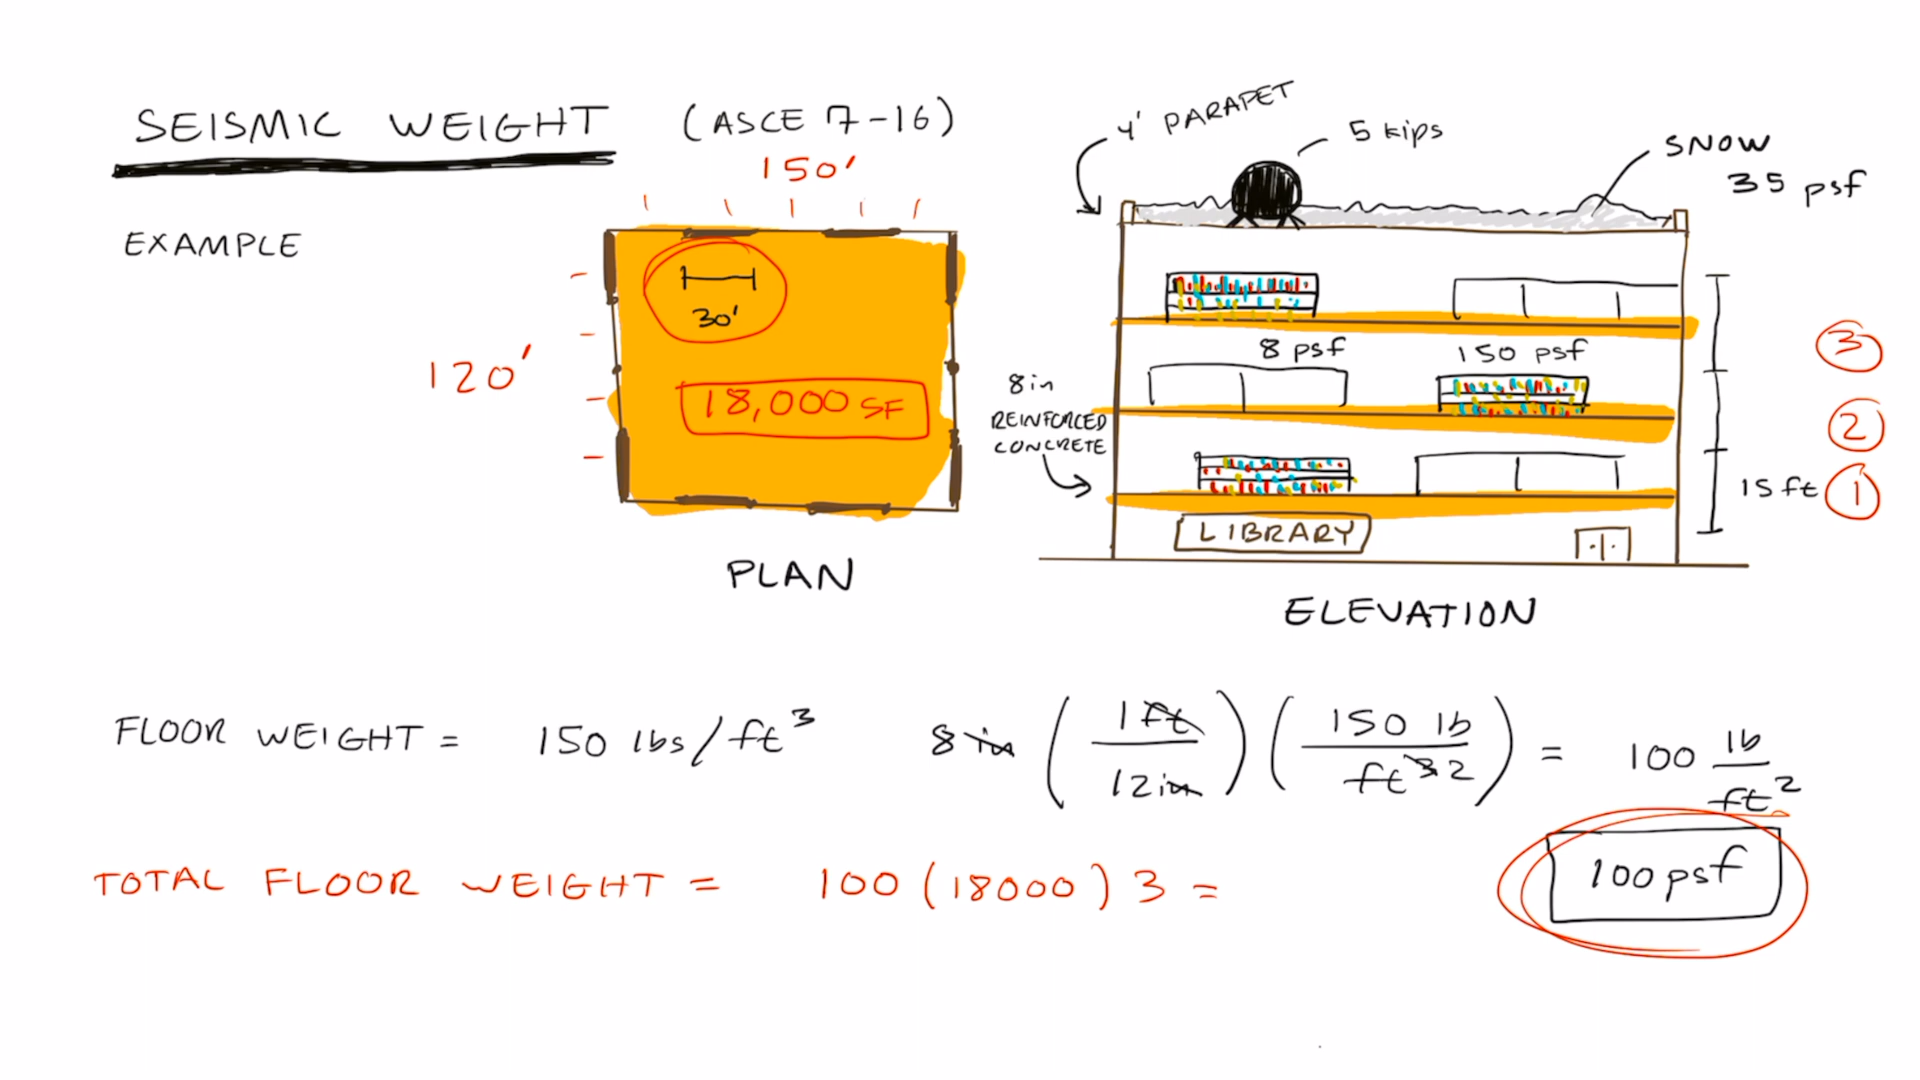 SEISMIC WEIGHT (ASCE 7-16)
EXAMPLE
150'
120'
30'
18,000 SF
PLAN
4' PARAPET
5 kips
SNOW
35 psf
8 psf
150 psf
8 in
REINFORCED
CONCRETE
3
2
15 ft 1
LIBRARY
ELEVATION
FLOOR WEIGHT = 150 lbs/ft³ 8 in (1 ft / 12 in) (150 lb / ft³ 2) = 100 lb / ft²
100 psf
TOTAL FLOOR WEIGHT = 100 (18000) 3 =